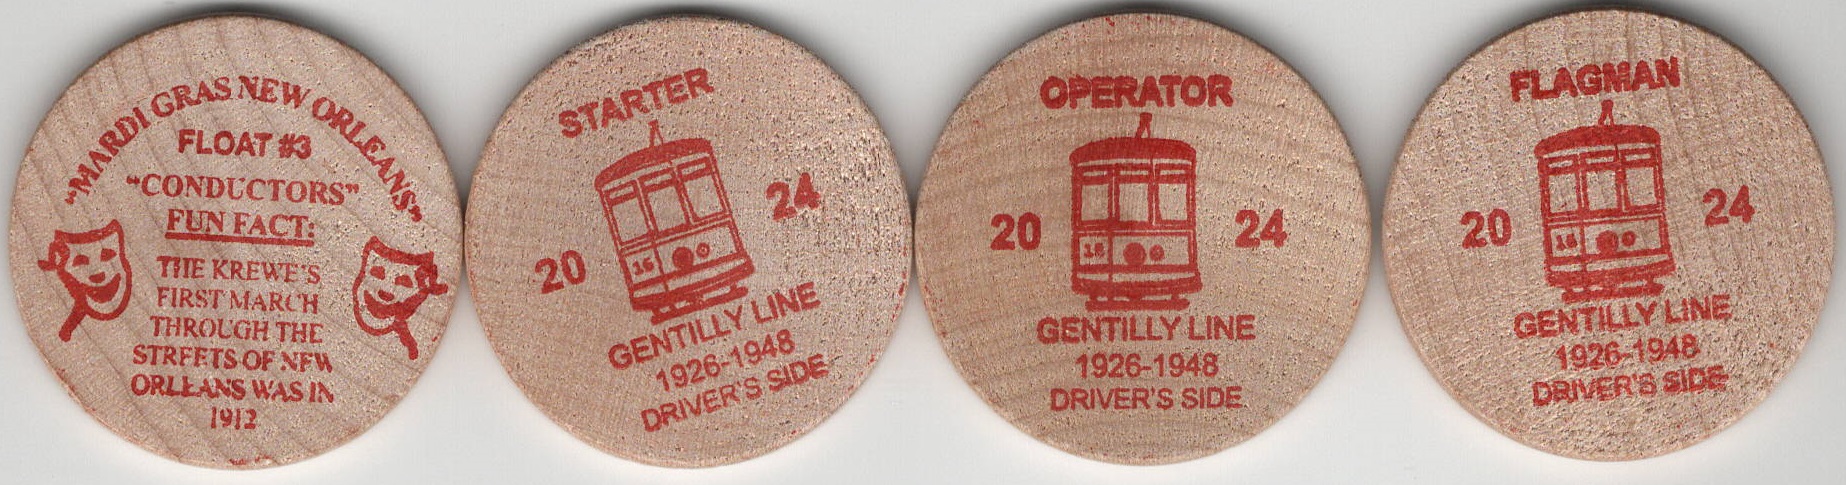 "MARDI GRAS NEW ORLEANS"
FLOAT #3
"CONDUCTORS"
FUN FACT:
THE KREWE'S
FIRST MARCH
THROUGH THE
STREETS OF NEW
ORLEANS WAS IN
1912
STARTER
20 24
15
GENTILLY LINE
1926-1948
DRIVER'S SIDE
OPERATOR
20 24
15
GENTILLY LINE
1926-1948
DRIVER'S SIDE
FLAGMAN
20 24
15
GENTILLY LINE
1926-1948
DRIVER'S SIDE